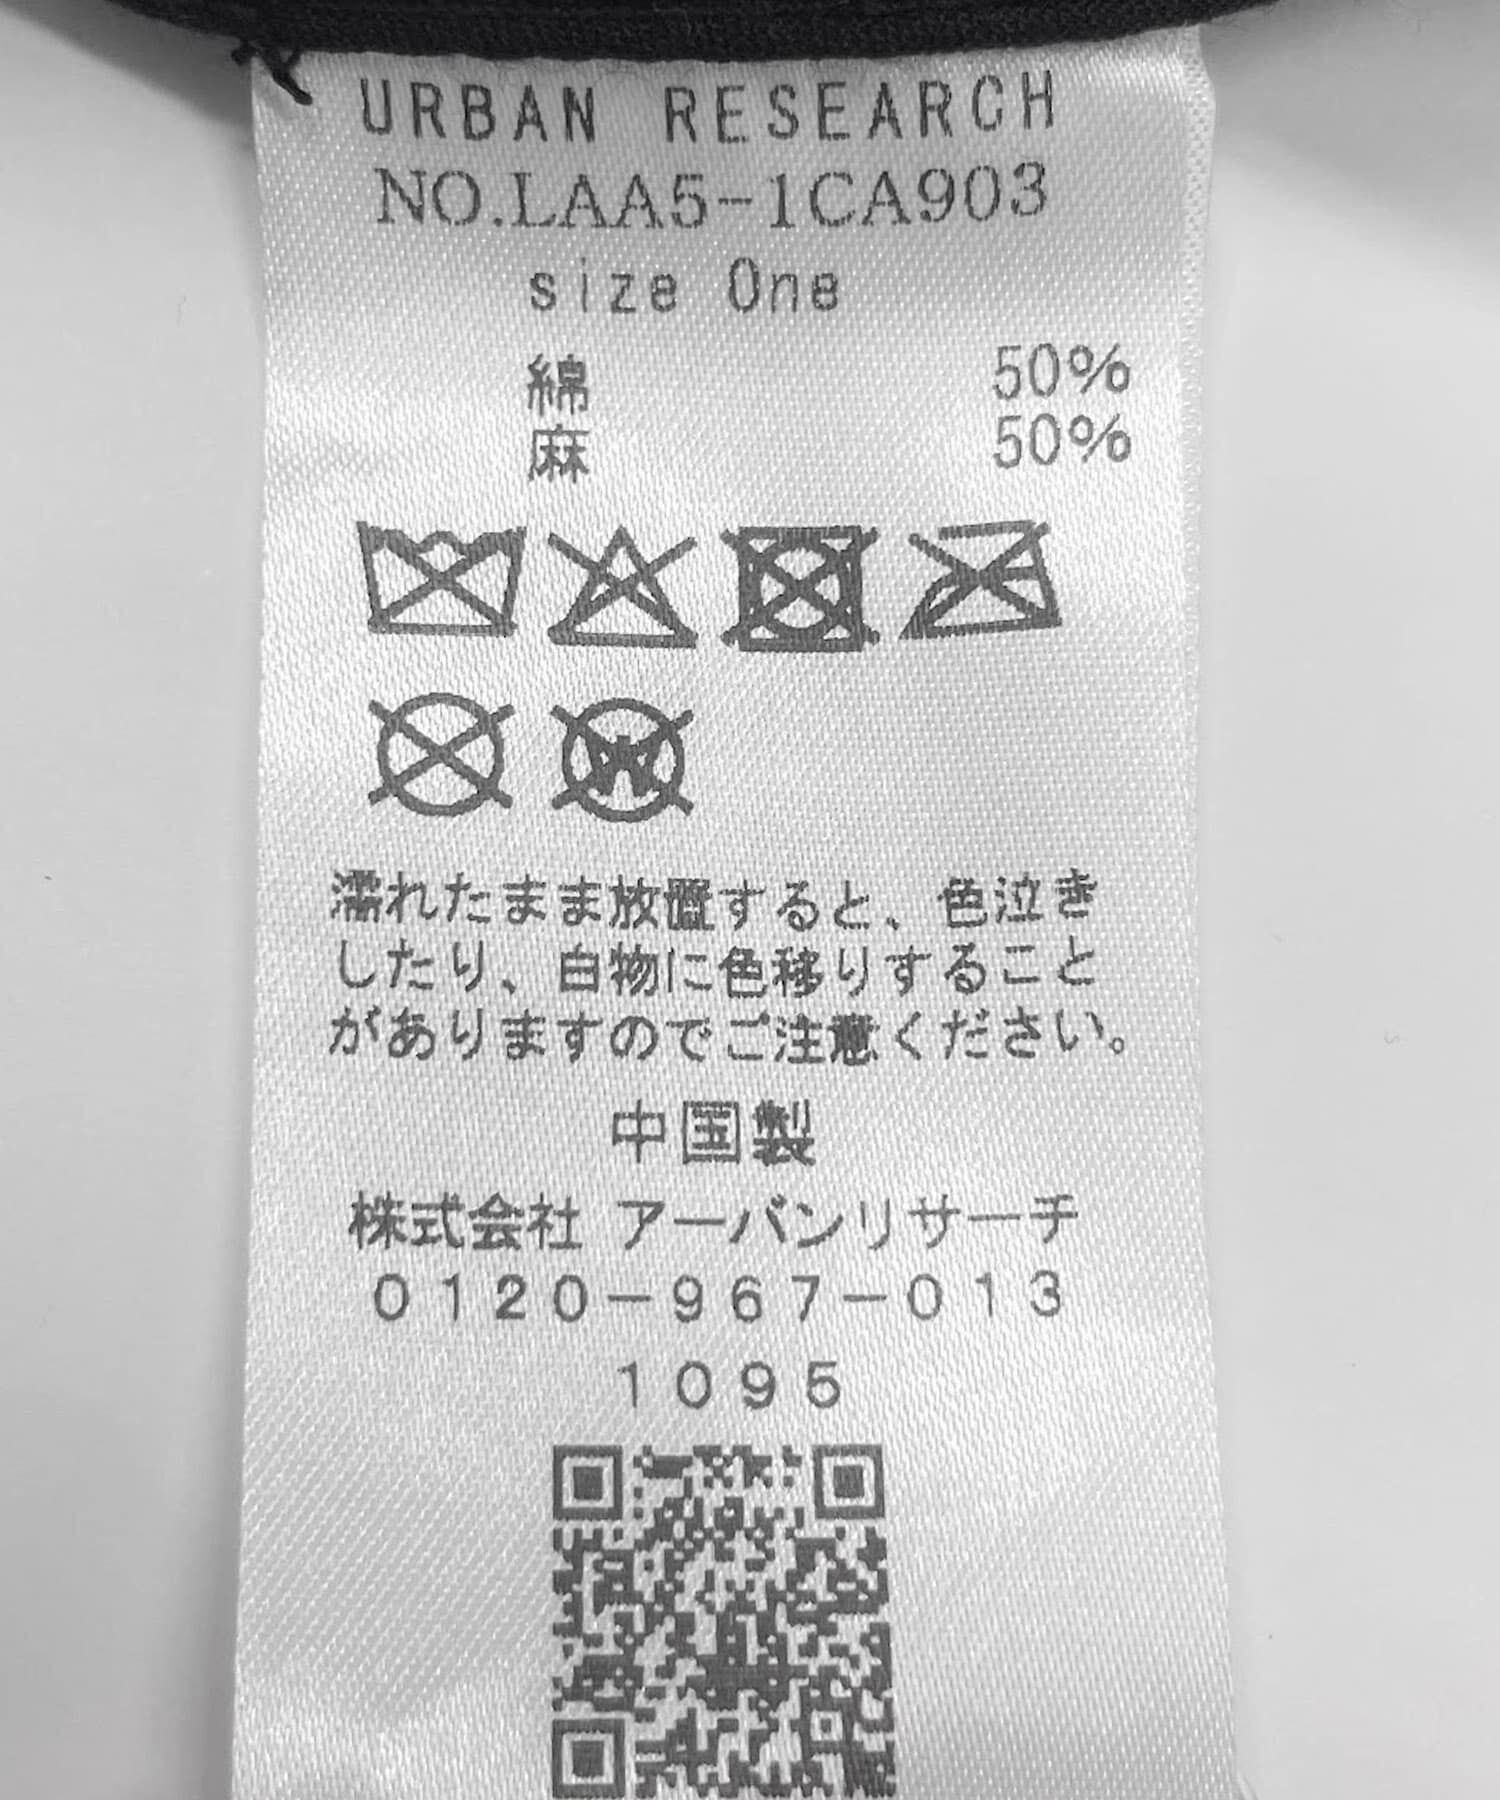 URBAN RESEARCH
NO.LAA5-1CA903
size One
綿 50%
麻 50%
W
濡れたまま放置すると、色泣き
したり、白物に色移りすること
がありますのでご注意ください。
中国製
株式会社 アーバンリサーチ
0120-967-013
1095